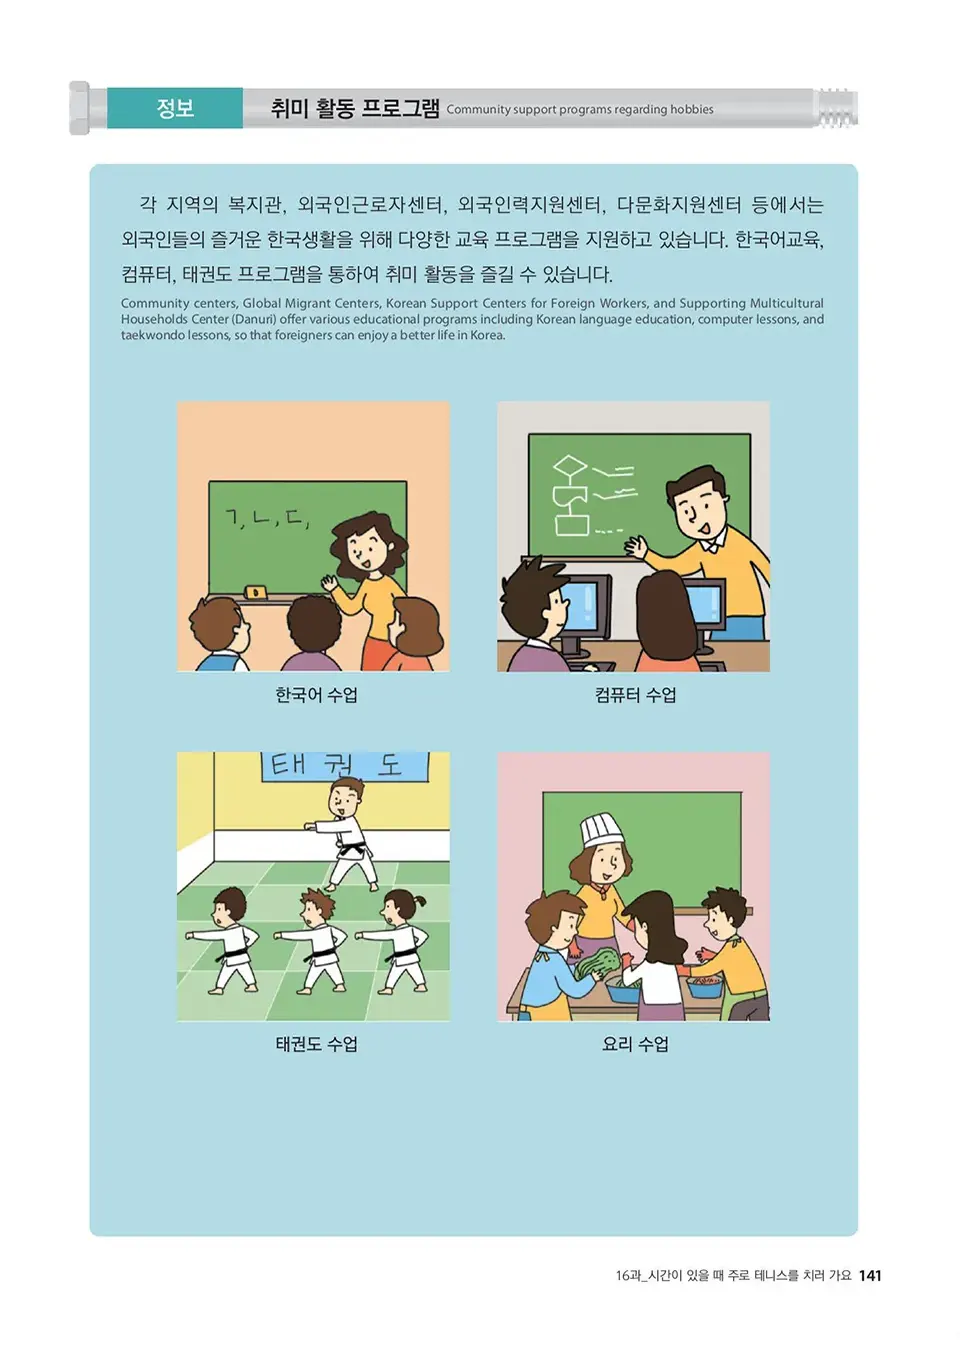 정보
취미 활동 프로그램 Community support programs regarding hobbies
각 지역의 복지관, 외국인근로자센터, 외국인력지원센터, 다문화지원센터 등에서는
외국인들의 즐거운 한국생활을 위해 다양한 교육 프로그램을 지원하고 있습니다. 한국어교육,
컴퓨터, 태권도 프로그램을 통하여 취미 활동을 즐길 수 있습니다.
Community centers, Global Migrant Centers, Korean Support Centers for Foreign Workers, and Supporting Multicultural
Households Center (Danuri) offer various educational programs including Korean language education, computer lessons, and
taekwondo lessons, so that foreigners can enjoy a better life in Korea.
ㄱ, ㄴ, ㄷ,
한국어 수업
컴퓨터 수업
태권도
태권도 수업
요리 수업
16과_시간이 있을 때 주로 테니스를 치러 가요 141